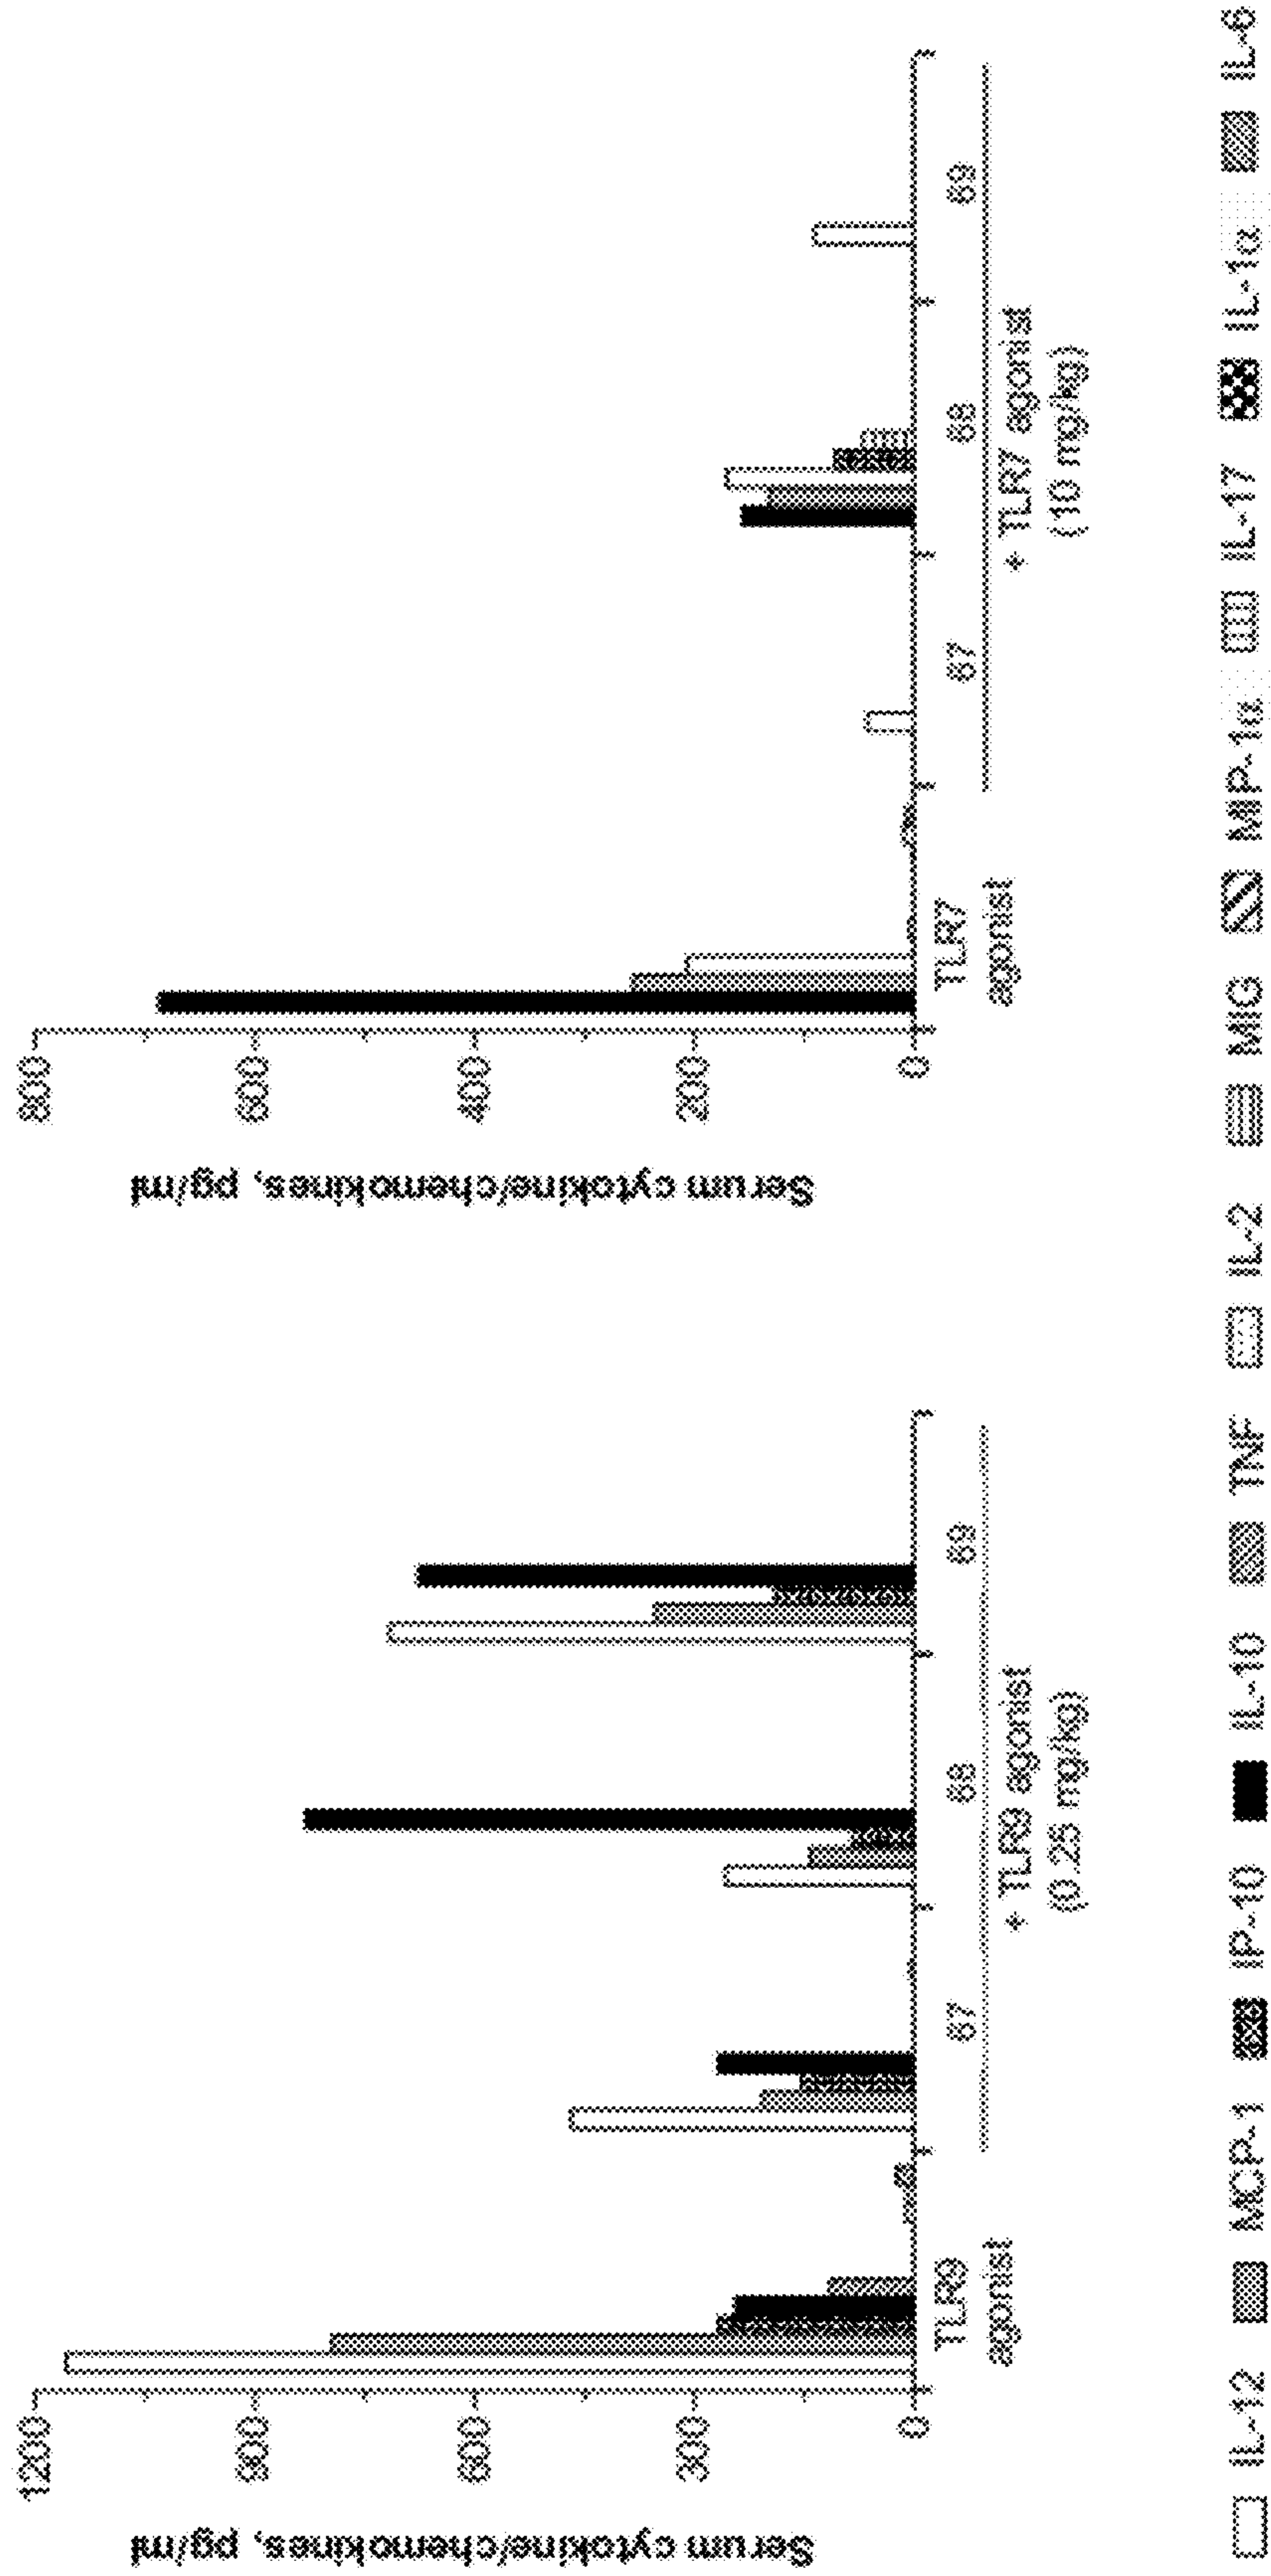 Serum cytokine/chemokines, pg/ml
1200
900
600
300
0
TLR9
agonist
67
68
69
+ TLR9 agonist
(0.25 mg/kg)
Serum cytokine/chemokines, pg/ml
800
600
400
200
0
TLR7
agonist
67
68
69
+ TLR7 agonist
(10 mg/kg)
IL-12 MCP-1 IP-10 IL-10 TNF IL-2 MIG MIP-1α IL-17 IL-1α IL-6